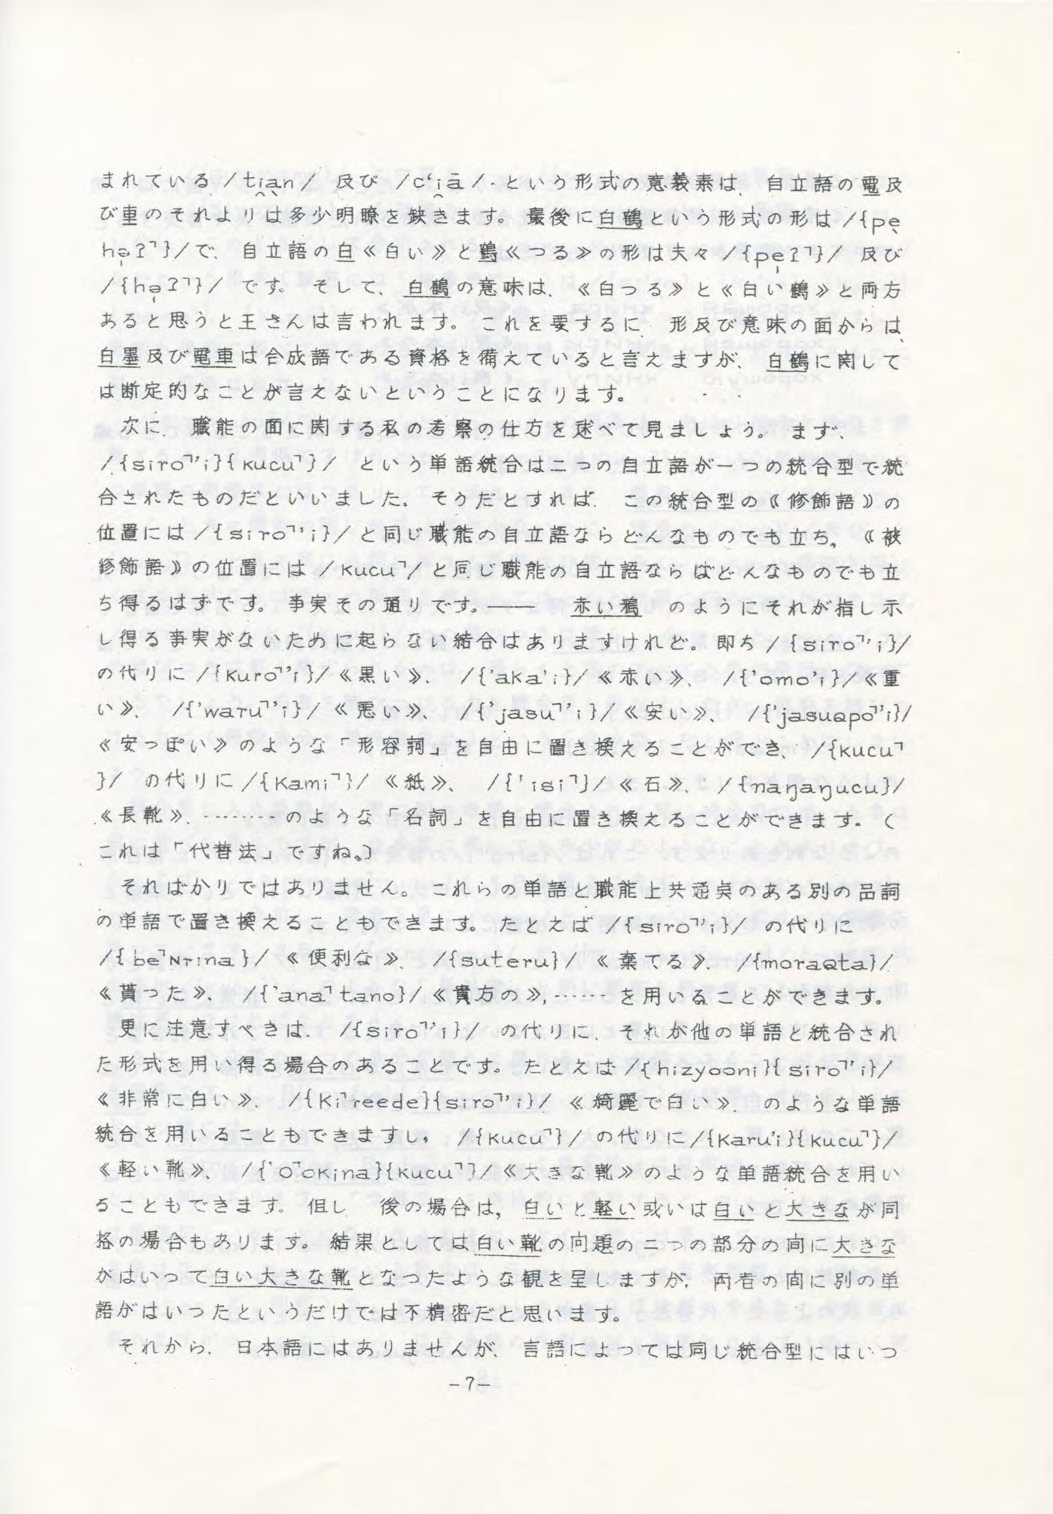 まれている /ti̯an/ 及び /c‘i̯ā/ という形式の意義素は、自立語の電及
び車のそれよりは多少明瞭を缺きます。最後に白鶴という形式の形は /{pe̯
hə̯ʔ˥}/で、自立語の白《白い》と鶴《つる》の形は夫々 /{pe̯ʔ˥}/ 及び
/{hə̯ʔ˥}/ です。そして、白鶴の意味は、《白つる》と《白い鶴》と両方
あると思うと王さんは言われます。これを要するに、形及び意味の面からは、
白墨及び電車は合成語である資格を備えていると言えますが、白鶴に関して
は断定的なことが言えないということになります。
次に、職能の面に関する私の考察の仕方を述べて見ましょう。まず、
/{siro˥'i}{kucu˥}/ という単語統合は二つの自立語が一つの統合型で統
合されたものだといいました。そうだとすれば、この統合型の《修飾語》の
位置には /{siro˥'i}/と同じ職能の自立語ならどんなものでも立ち、《被
修飾語》の位置には /kucu˥/と同じ職能の自立語ならばどんなものでも立
ち得るはずです。事実その通りです。—— 赤い鴉 のようにそれが指し示
し得る事実がないために起らない結合はありますけれど。即ち /{siro˥'i}/
の代りに /{kuro˥'i}/《黒い》、/{'aka'i}/《赤い》、/{'omo'i}/《重
い》、/{'waru˥'i}/《悪い》、/{'jasu˥'i}/《安い》、/{'jasuqpo˥'i}/
《安っぽい》のような「形容詞」を自由に置き換えることができ、/{kucu˥
}/ の代りに /{kami˥}/《紙》、/{'isi˥}/《石》、/{naŋaŋucu}/
《長靴》、‥‥‥‥のような「名詞」を自由に置き換えることができます。(
これは「代替法」ですね。)
そればかりではありません。これらの単語と職能上共通点のある別の品詞
の単語で置き換えることもできます。たとえば /{siro˥'i}/ の代りに
/{be˥Nrina}/《便利な》、/{suteru}/《棄てる》、/{moraqta}/
《貰った》、/{'ana˥tano}/《貴方の》,‥‥‥を用いることができます。
更に注意すべきは、/{siro˥'i}/ の代りに、それが他の単語と統合され
た形式を用い得る場合のあることです。たとえば /{hizyooni}{siro˥'i}/
《非常に白い》、/{ki˥reede}{siro˥'i}/《綺麗で白い》、のような単語
統合を用いることもできますし、/{kucu˥}/ の代りに/{karu'i}{kucu˥}/
《軽い靴》、/{'o˥okina}{kucu˥}/《大きな靴》のような単語統合を用い
ることもできます。但し、後の場合は、白いと軽い或いは白いと大きなが同
格の場合もあります。結果としては白い靴の問題の二つの部分の間に大きな
がはいって白い大きな靴となったような観を呈しますが、両者の間に別の単
語がはいったというだけでは不精密だと思います。
それから、日本語にはありませんが、言語によっては同じ統合型にはいっ
-7-